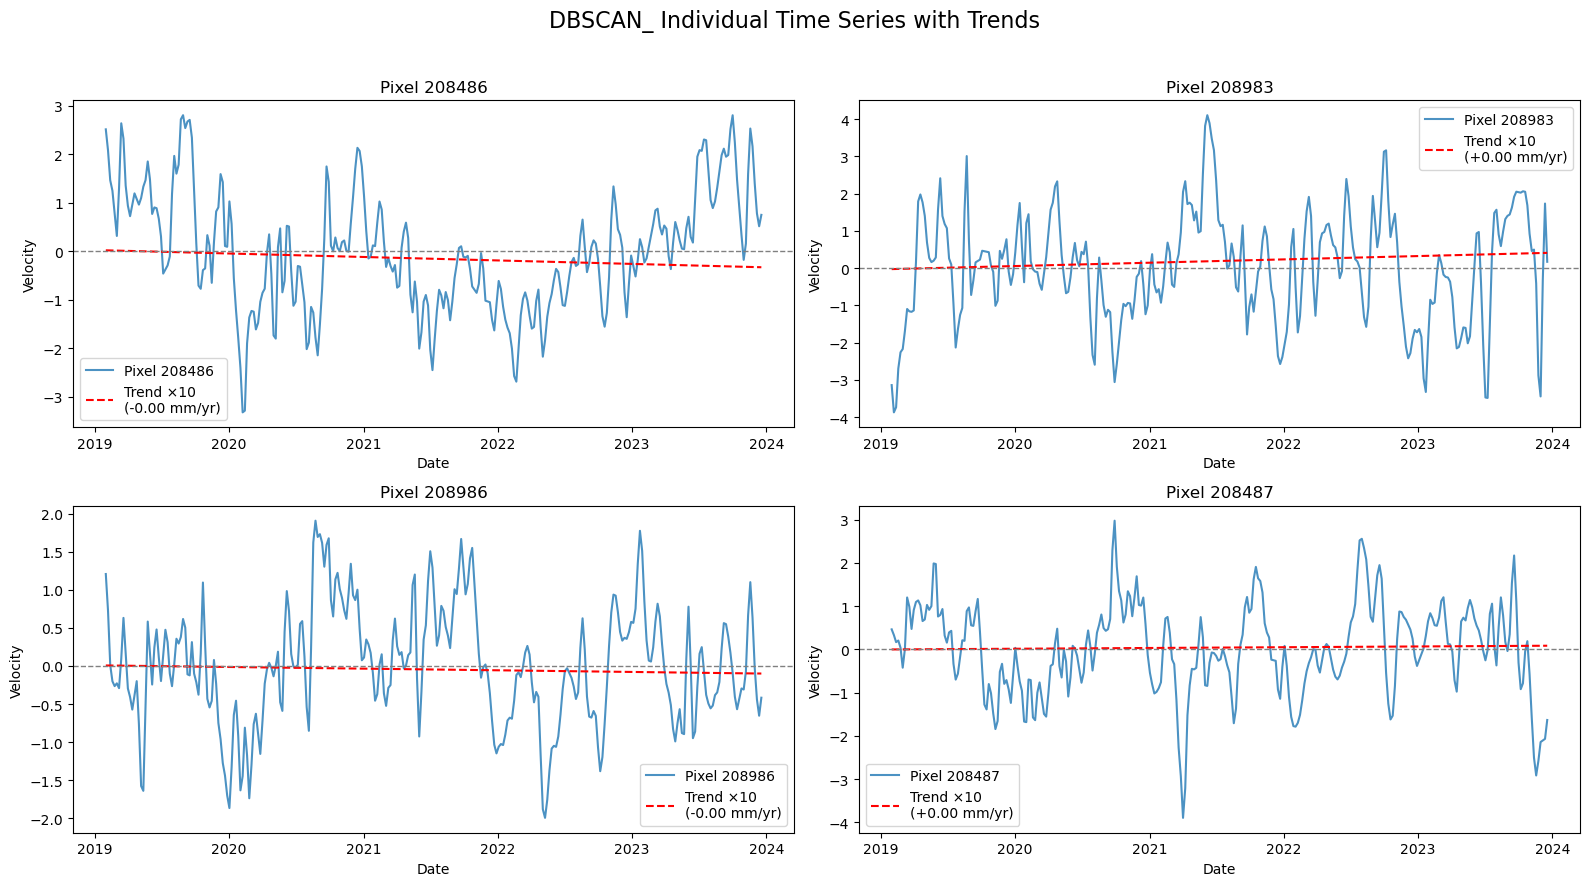 DBSCAN_ Individual Time Series with Trends
Pixel 208486
3
2
1
0
−1
−2
−3
Velocity
Pixel 208486
Trend ×10
(-0.00 mm/yr)
2019 2020 2021 2022 2023 2024
Date
Pixel 208983
4
3
2
1
0
−1
−2
−3
−4
Velocity
Pixel 208983
Trend ×10
(+0.00 mm/yr)
2019 2020 2021 2022 2023 2024
Date
Pixel 208986
2.0
1.5
1.0
0.5
0.0
−0.5
−1.0
−1.5
−2.0
Velocity
Pixel 208986
Trend ×10
(-0.00 mm/yr)
2019 2020 2021 2022 2023 2024
Date
Pixel 208487
3
2
1
0
−1
−2
−3
−4
Velocity
Pixel 208487
Trend ×10
(+0.00 mm/yr)
2019 2020 2021 2022 2023 2024
Date